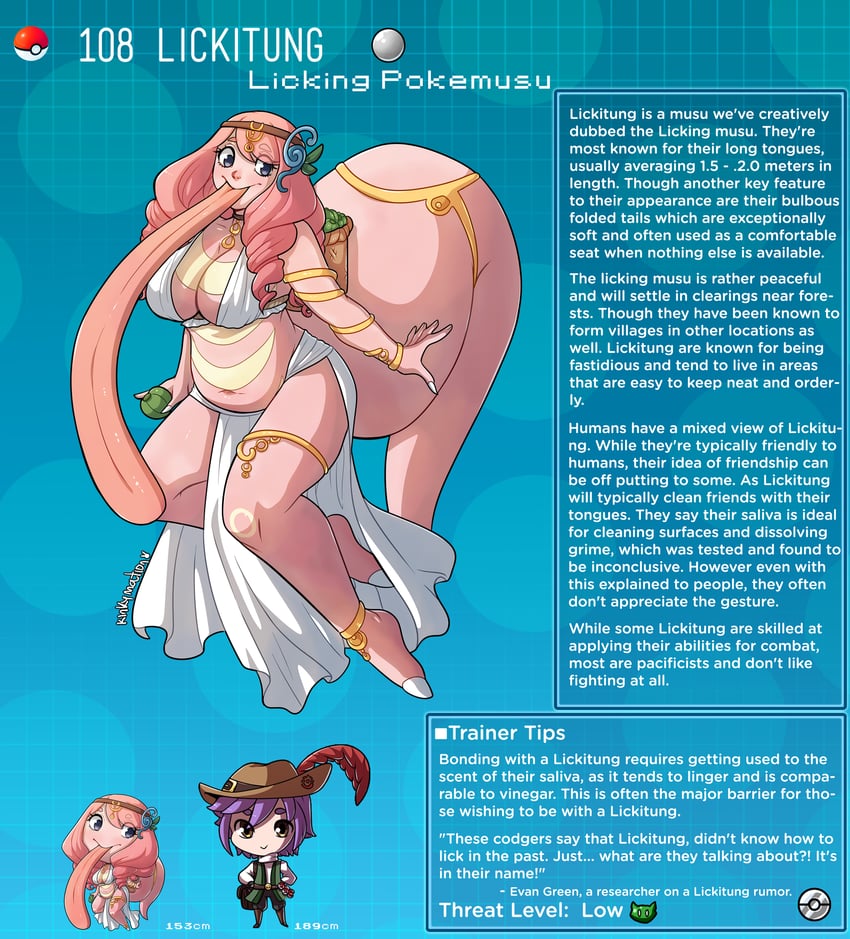 108 LICKITUNG
Licking Pokemusu
Lickitung is a musu we've creatively
dubbed the Licking musu. They're
most known for their long tongues,
usually averaging 1.5 - .2.0 meters in
length. Though another key feature
to their appearance are their bulbous
folded tails which are exceptionally
soft and often used as a comfortable
seat when nothing else is available.
The licking musu is rather peaceful
and will settle in clearings near fore-
sts. Though they have been known to
form villages in other locations as
well. Lickitung are known for being
fastidious and tend to live in areas
that are easy to keep neat and order-
ly.
Humans have a mixed view of Lickitu-
ng. While they're typically friendly to
humans, their idea of friendship can
be off putting to some. As Lickitung
will typically clean friends with their
tongues. They say their saliva is ideal
for cleaning surfaces and dissolving
grime, which was tested and found to
be inconclusive. However even with
this explained to people, they often
don't appreciate the gesture.
While some Lickitung are skilled at
applying their abilities for combat,
most are pacificists and don't like
fighting at all.
kinkymation
■Trainer Tips
Bonding with a Lickitung requires getting used to the
scent of their saliva, as it tends to linger and is compa-
rable to vinegar. This is often the major barrier for tho-
se wishing to be with a Lickitung.
"These codgers say that Lickitung, didn't know how to
lick in the past. Just... what are they talking about?! It's
in their name!"
~ Evan Green, a researcher on a Lickitung rumor.
Threat Level: Low
153cm
189cm